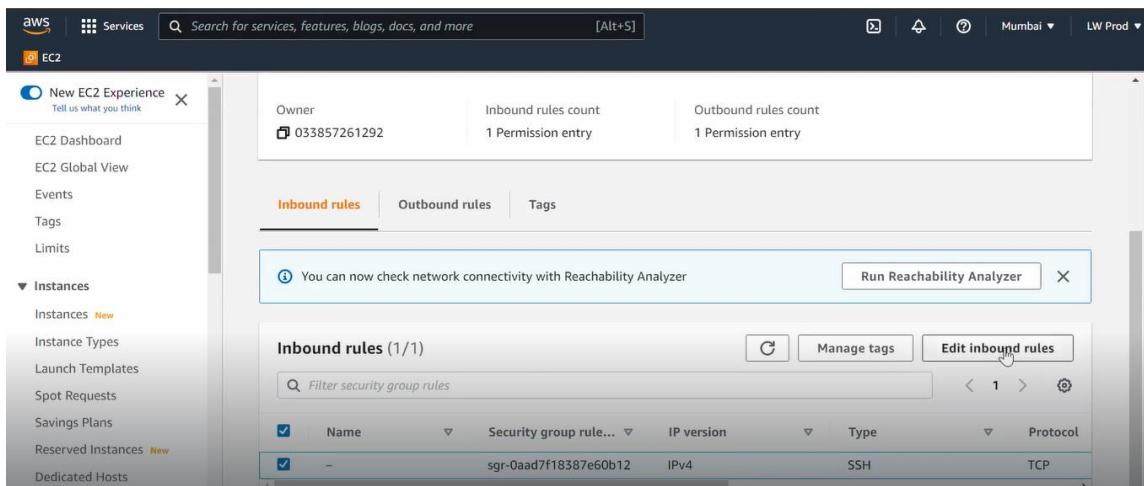 aws Services Search for services, features, blogs, docs, and more [Alt+S] Mumbai ▼ LW Prod ▼
EC2
New EC2 Experience
Tell us what you think
EC2 Dashboard
EC2 Global View
Events
Tags
Limits
Instances
Instances New
Instance Types
Launch Templates
Spot Requests
Savings Plans
Reserved Instances New
Dedicated Hosts
Owner Inbound rules count Outbound rules count
033857261292 1 Permission entry 1 Permission entry
Inbound rules Outbound rules Tags
You can now check network connectivity with Reachability Analyzer Run Reachability Analyzer
Inbound rules (1/1) Manage tags Edit inbound rules
Filter security group rules < 1 >
Name Security group rule... IP version Type Protocol
– sgr-0aad7f18387e60b12 IPv4 SSH TCP